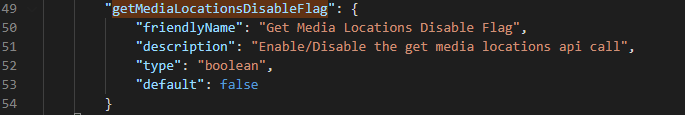 49 "getMediaLocationsDisableFlag": {
50 "friendlyName": "Get Media Locations Disable Flag",
51 "description": "Enable/Disable the get media locations api call",
52 "type": "boolean",
53 "default": false
54 }